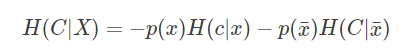 H(C|X) = −p(x)H(c|x) − p(x̄)H(C|x̄)